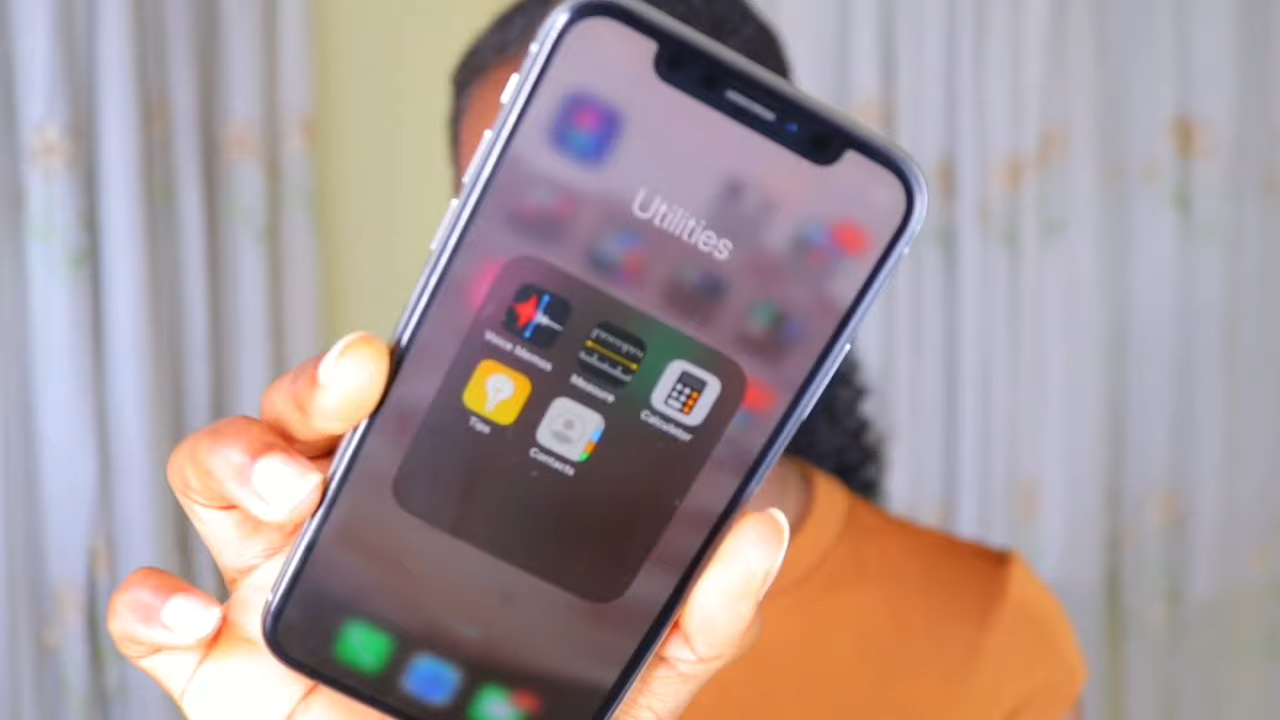 Utilities
Voice Memos
Measure
Calculator
Tips
Contacts